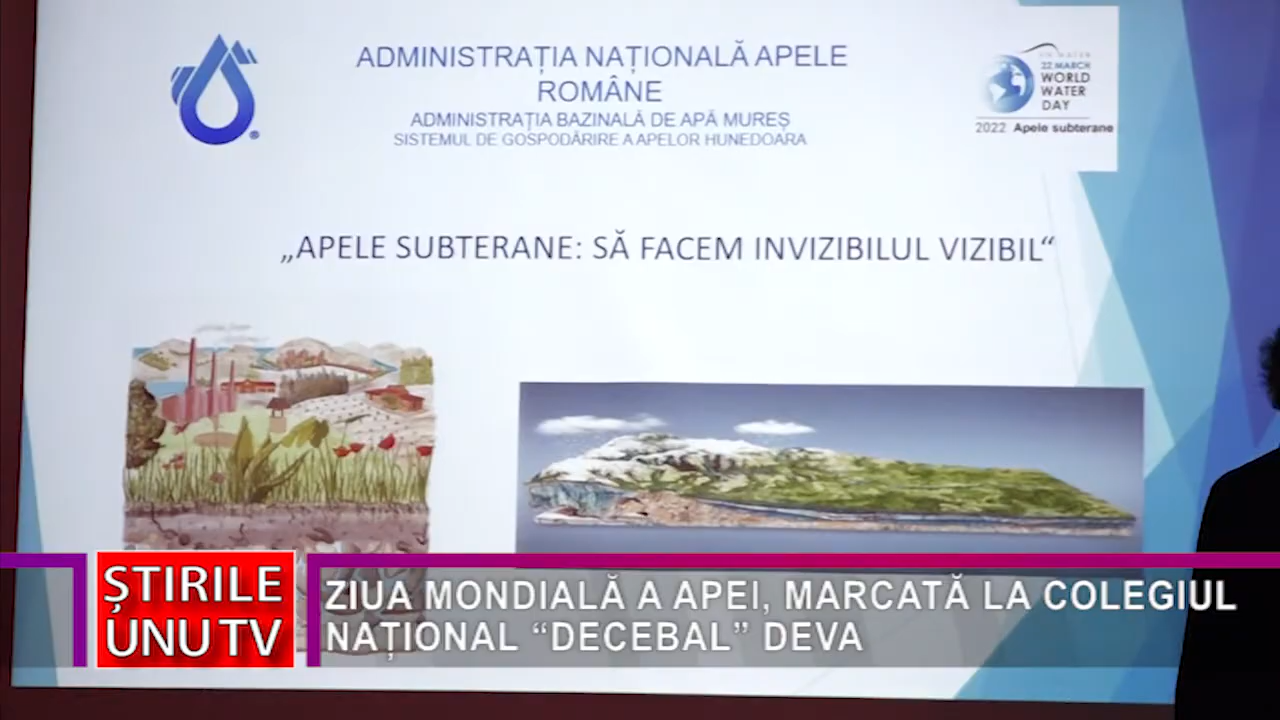 ADMINISTRAȚIA NAȚIONALĂ APELE
ROMÂNE
ADMINISTRAȚIA BAZINALĂ DE APĂ MUREȘ
SISTEMUL DE GOSPODĂRIRE A APELOR HUNEDOARA
UN WATER
22 MARCH
WORLD
WATER
DAY
2022 Apele subterane
„APELE SUBTERANE: SĂ FACEM INVIZIBILUL VIZIBIL“
ȘTIRILE
UNU TV
ZIUA MONDIALĂ A APEI, MARCATĂ LA COLEGIUL
NAȚIONAL “DECEBAL” DEVA